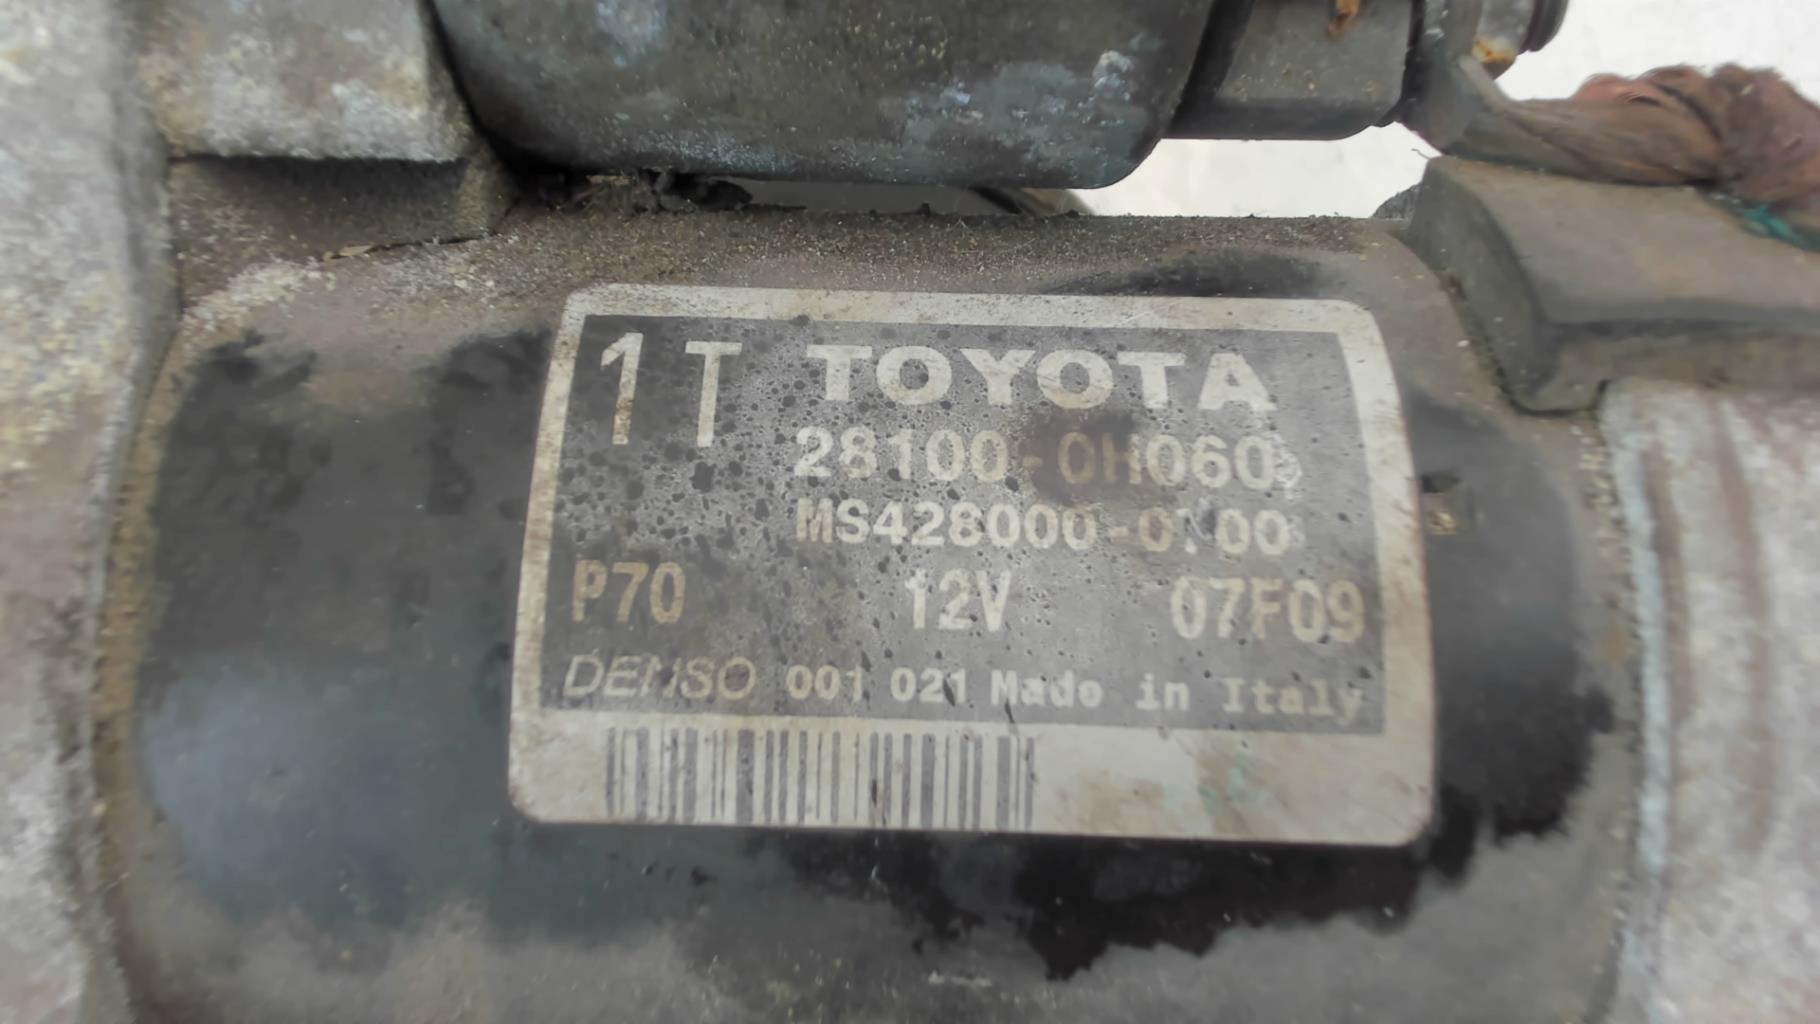 1T TOYOTA
28100-0H060
P70 12V 07F09
DENSO 001 021 Made in Italy